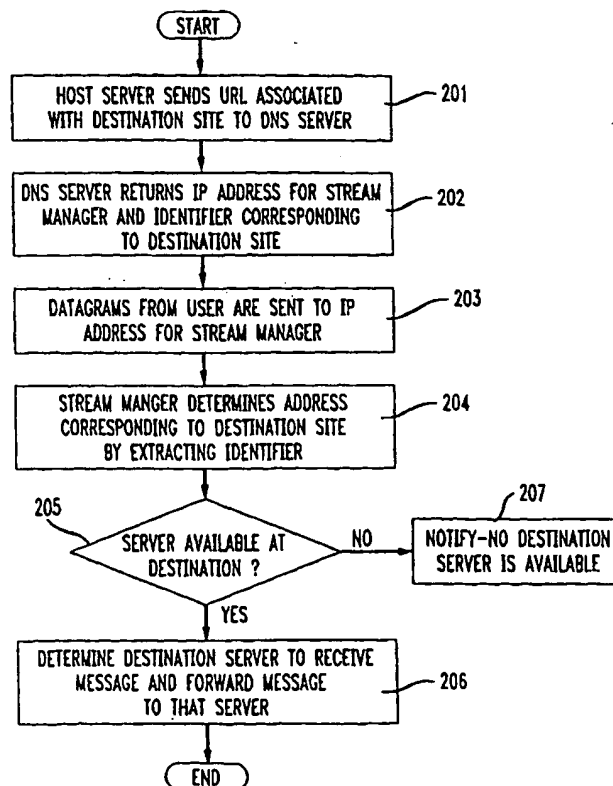 START
HOST SERVER SENDS URL ASSOCIATED
WITH DESTINATION SITE TO DNS SERVER
201
DNS SERVER RETURNS IP ADDRESS FOR STREAM
MANAGER AND IDENTIFIER CORRESPONDING
TO DESTINATION SITE
202
DATAGRAMS FROM USER ARE SENT TO IP
ADDRESS FOR STREAM MANAGER
203
STREAM MANGER DETERMINES ADDRESS
CORRESPONDING TO DESTINATION SITE
BY EXTRACTING IDENTIFIER
204
205
SERVER AVAILABLE AT
DESTINATION ?
NO
207
NOTIFY-NO DESTINATION
SERVER IS AVAILABLE
YES
DETERMINE DESTINATION SERVER TO RECEIVE
MESSAGE AND FORWARD MESSAGE
TO THAT SERVER
206
END